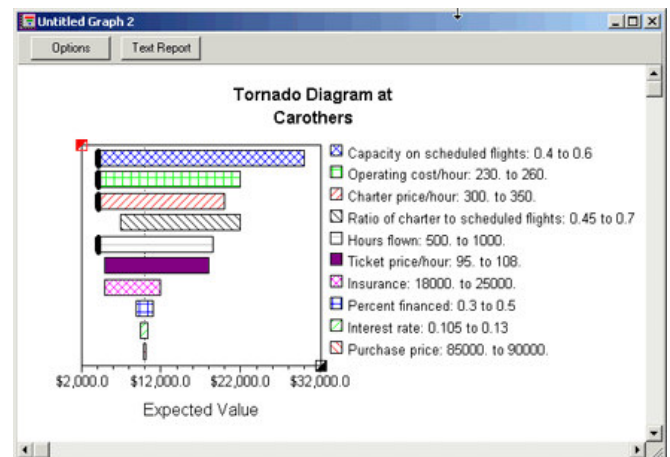 Untitled Graph 2
Options Text Report
Tornado Diagram at
Carothers
Capacity on scheduled flights: 0.4 to 0.6
Operating cost/hour: 230. to 260.
Charter price/hour: 300. to 350.
Ratio of charter to scheduled flights: 0.45 to 0.7
Hours flown: 500. to 1000.
Ticket price/hour: 95. to 108.
Insurance: 18000. to 25000.
Percent financed: 0.3 to 0.5
Interest rate: 0.105 to 0.13
Purchase price: 85000. to 90000.
$2,000.0 $12,000.0 $22,000.0 $32,000.0
Expected Value